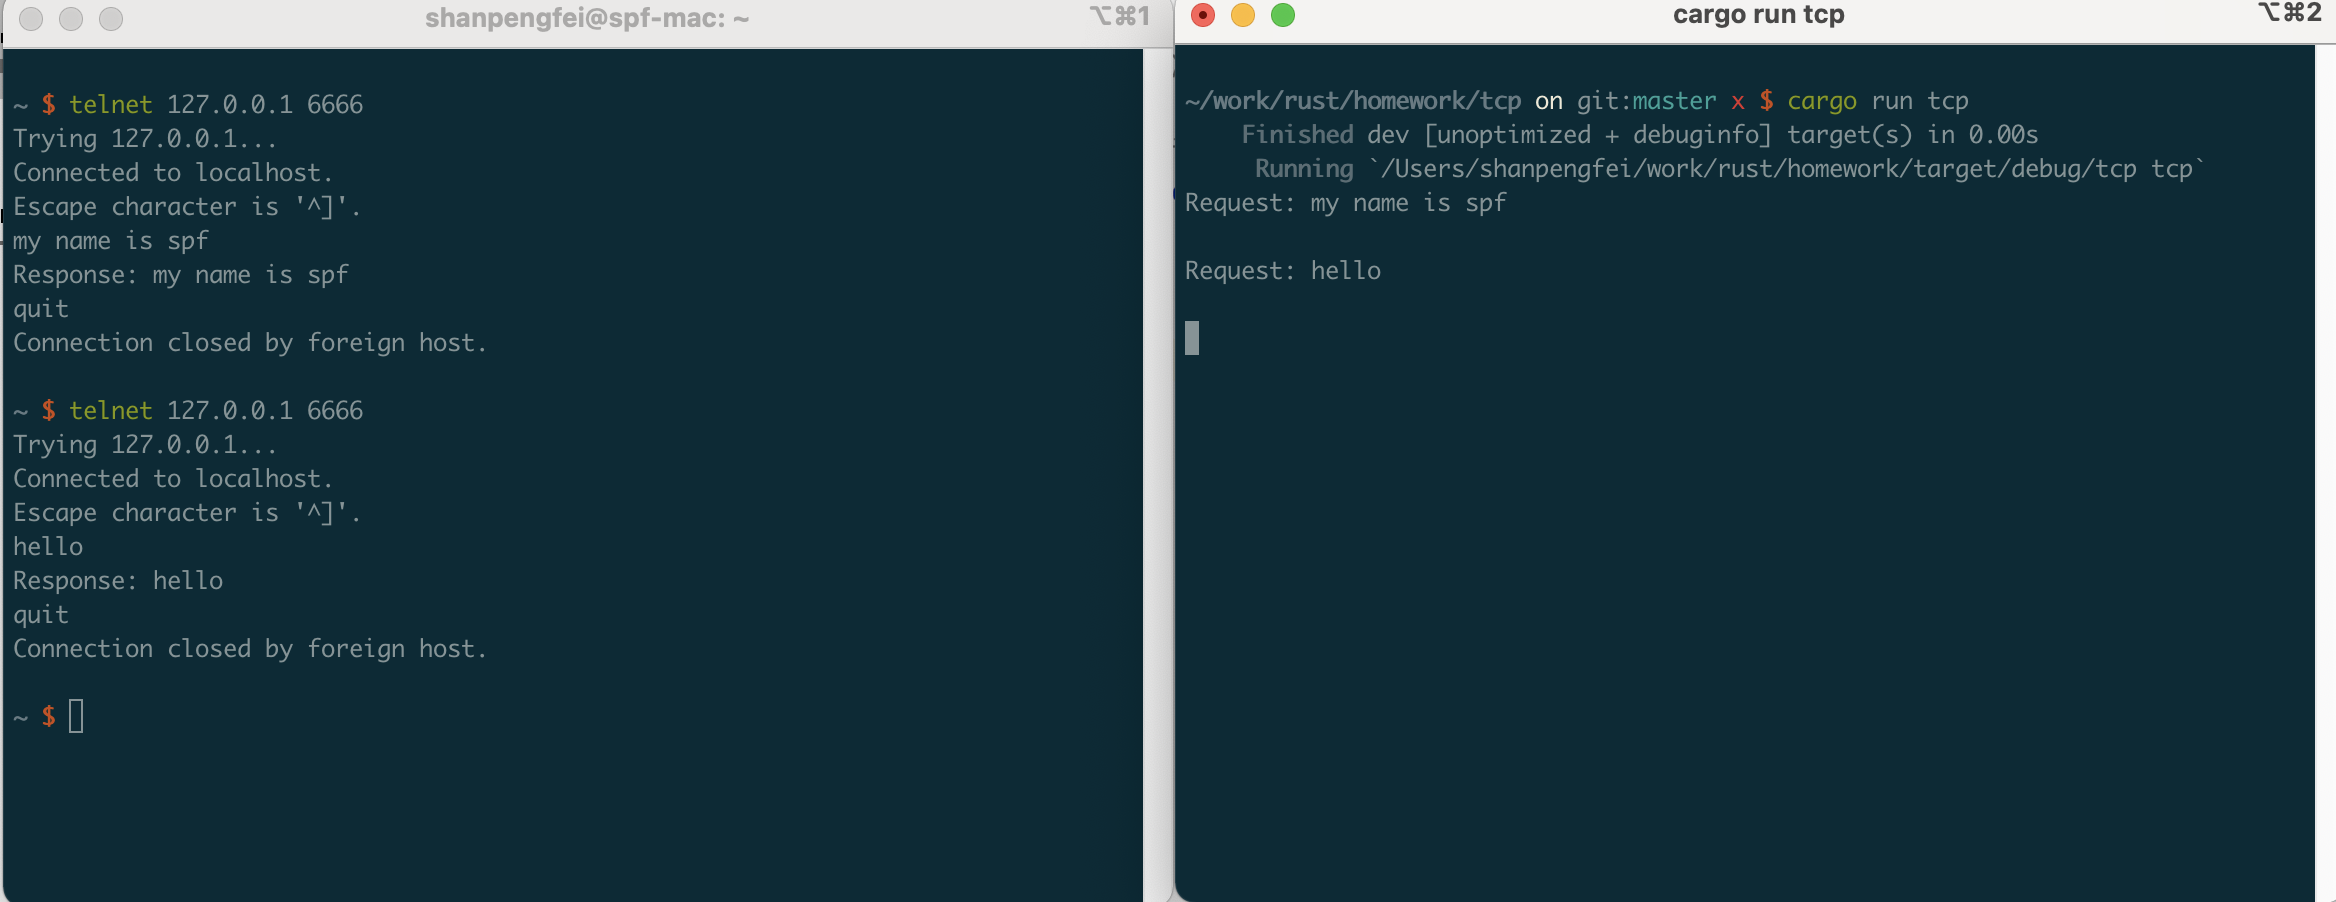 shanpengfei@spf-mac: ~
⌥⌘1
~ $ telnet 127.0.0.1 6666
Trying 127.0.0.1...
Connected to localhost.
Escape character is '^]'.
my name is spf
Response: my name is spf
quit
Connection closed by foreign host.
~ $ telnet 127.0.0.1 6666
Trying 127.0.0.1...
Connected to localhost.
Escape character is '^]'.
hello
Response: hello
quit
Connection closed by foreign host.
~ $
cargo run tcp
⌥⌘2
~/work/rust/homework/tcp on git:master x $ cargo run tcp
Finished dev [unoptimized + debuginfo] target(s) in 0.00s
Running `/Users/shanpengfei/work/rust/homework/target/debug/tcp tcp`
Request: my name is spf
Request: hello